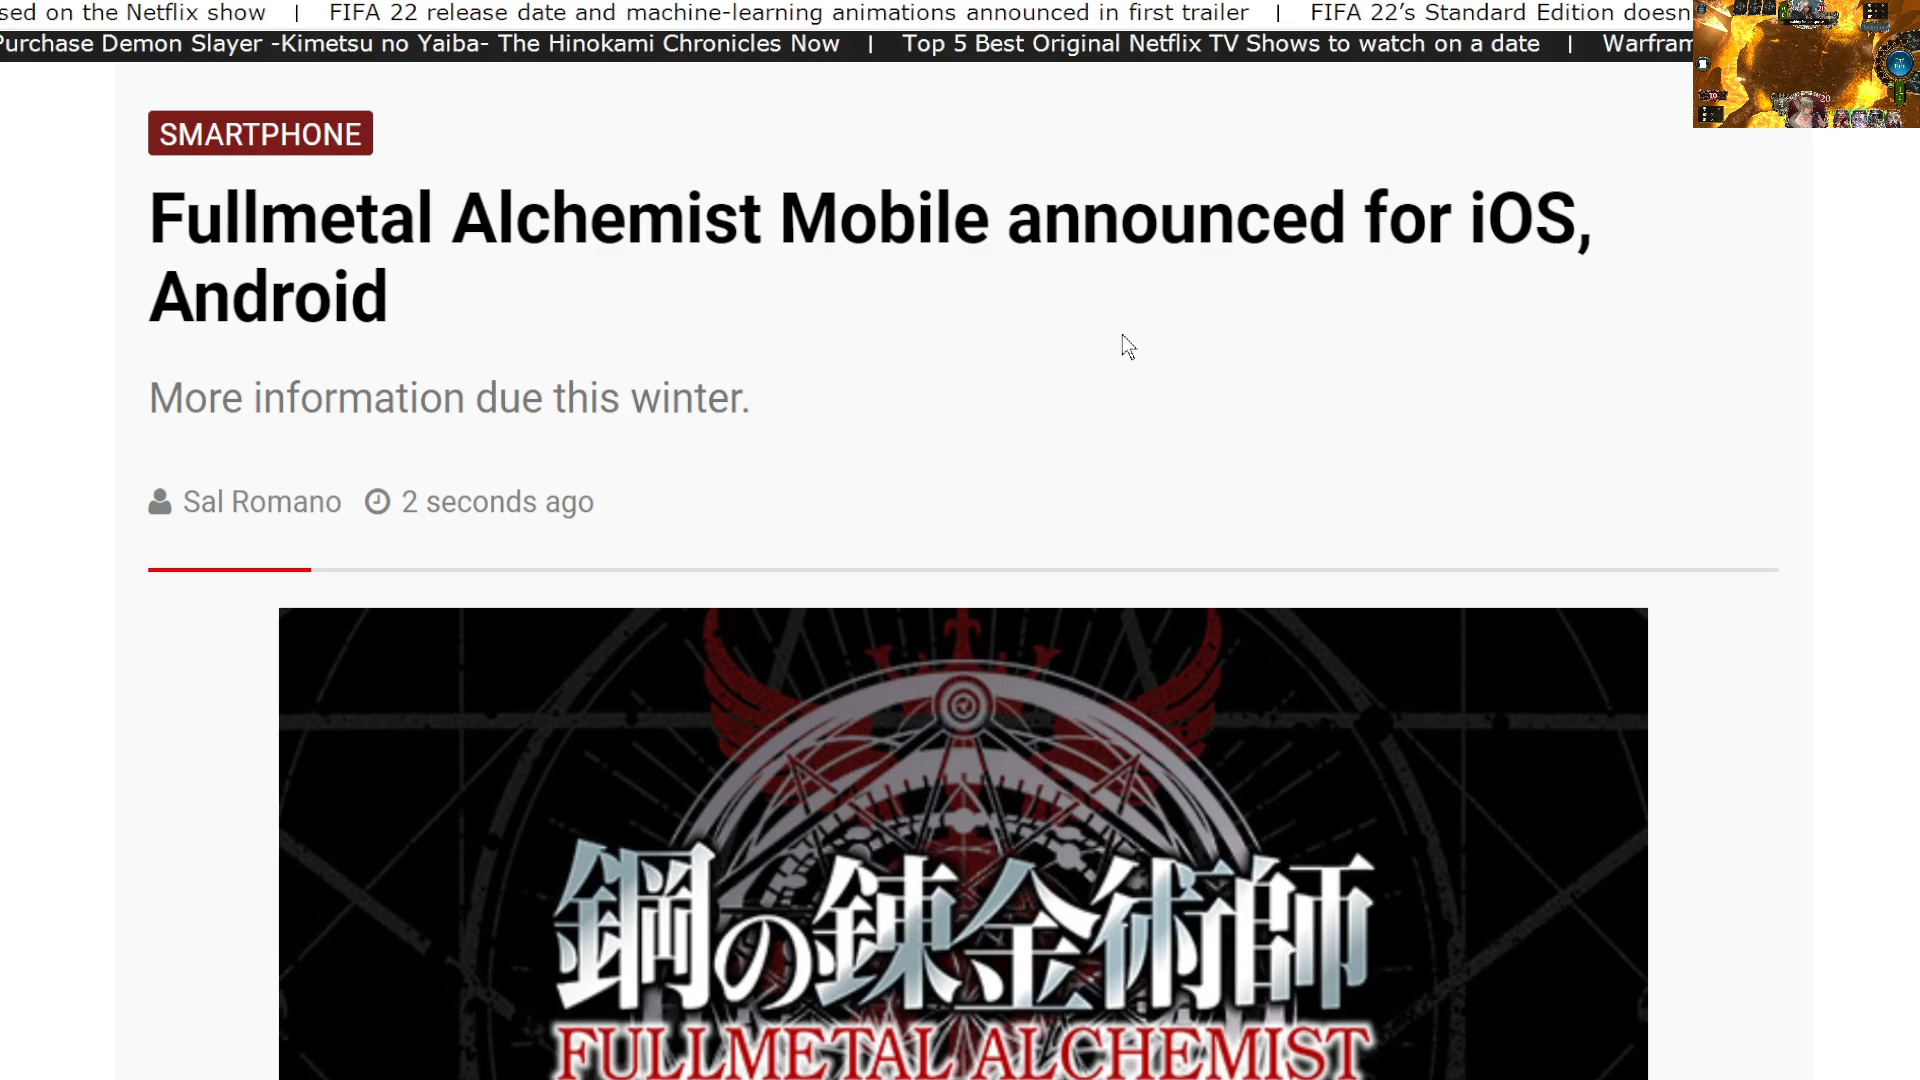 sed on the Netflix show | FIFA 22 release date and machine-learning animations announced in first trailer | FIFA 22’s Standard Edition doesn
Purchase Demon Slayer -Kimetsu no Yaiba- The Hinokami Chronicles Now | Top 5 Best Original Netflix TV Shows to watch on a date | Warfram
SMARTPHONE
Fullmetal Alchemist Mobile announced for iOS,
Android
More information due this winter.
Sal Romano 2 seconds ago
鋼の錬金術師
FULLMETAL ALCHEMIST
20
10